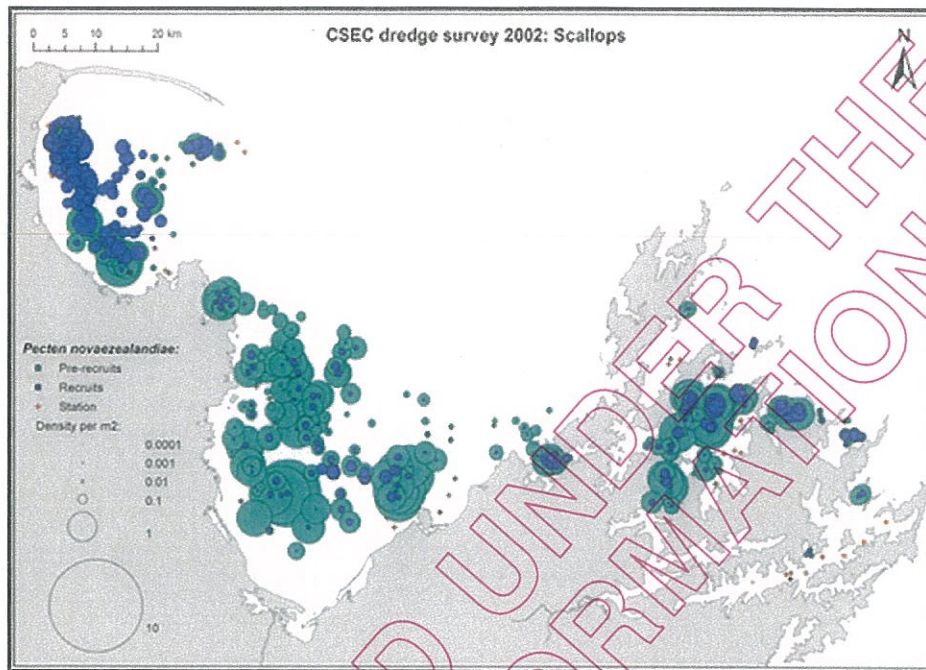 0 5 10 20 km
CSEC dredge survey 2002: Scallops
N
Pecten novaezealandiae:
Pre-recruits
Recruits
Station
Density per m2:
0.0001
0.001
0.01
0.1
1
10
D UNDER THE
ORMATION